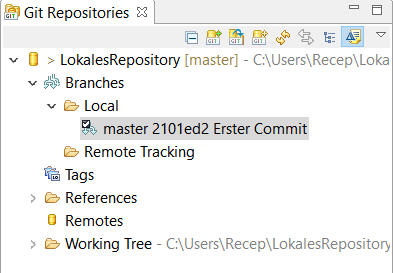 Git Repositories
> LokalesRepository [master] - C:\Users\Recep\Loka
Branches
Local
master 2101ed2 Erster Commit
Remote Tracking
Tags
References
Remotes
Working Tree - C:\Users\Recep\LokalesRepository